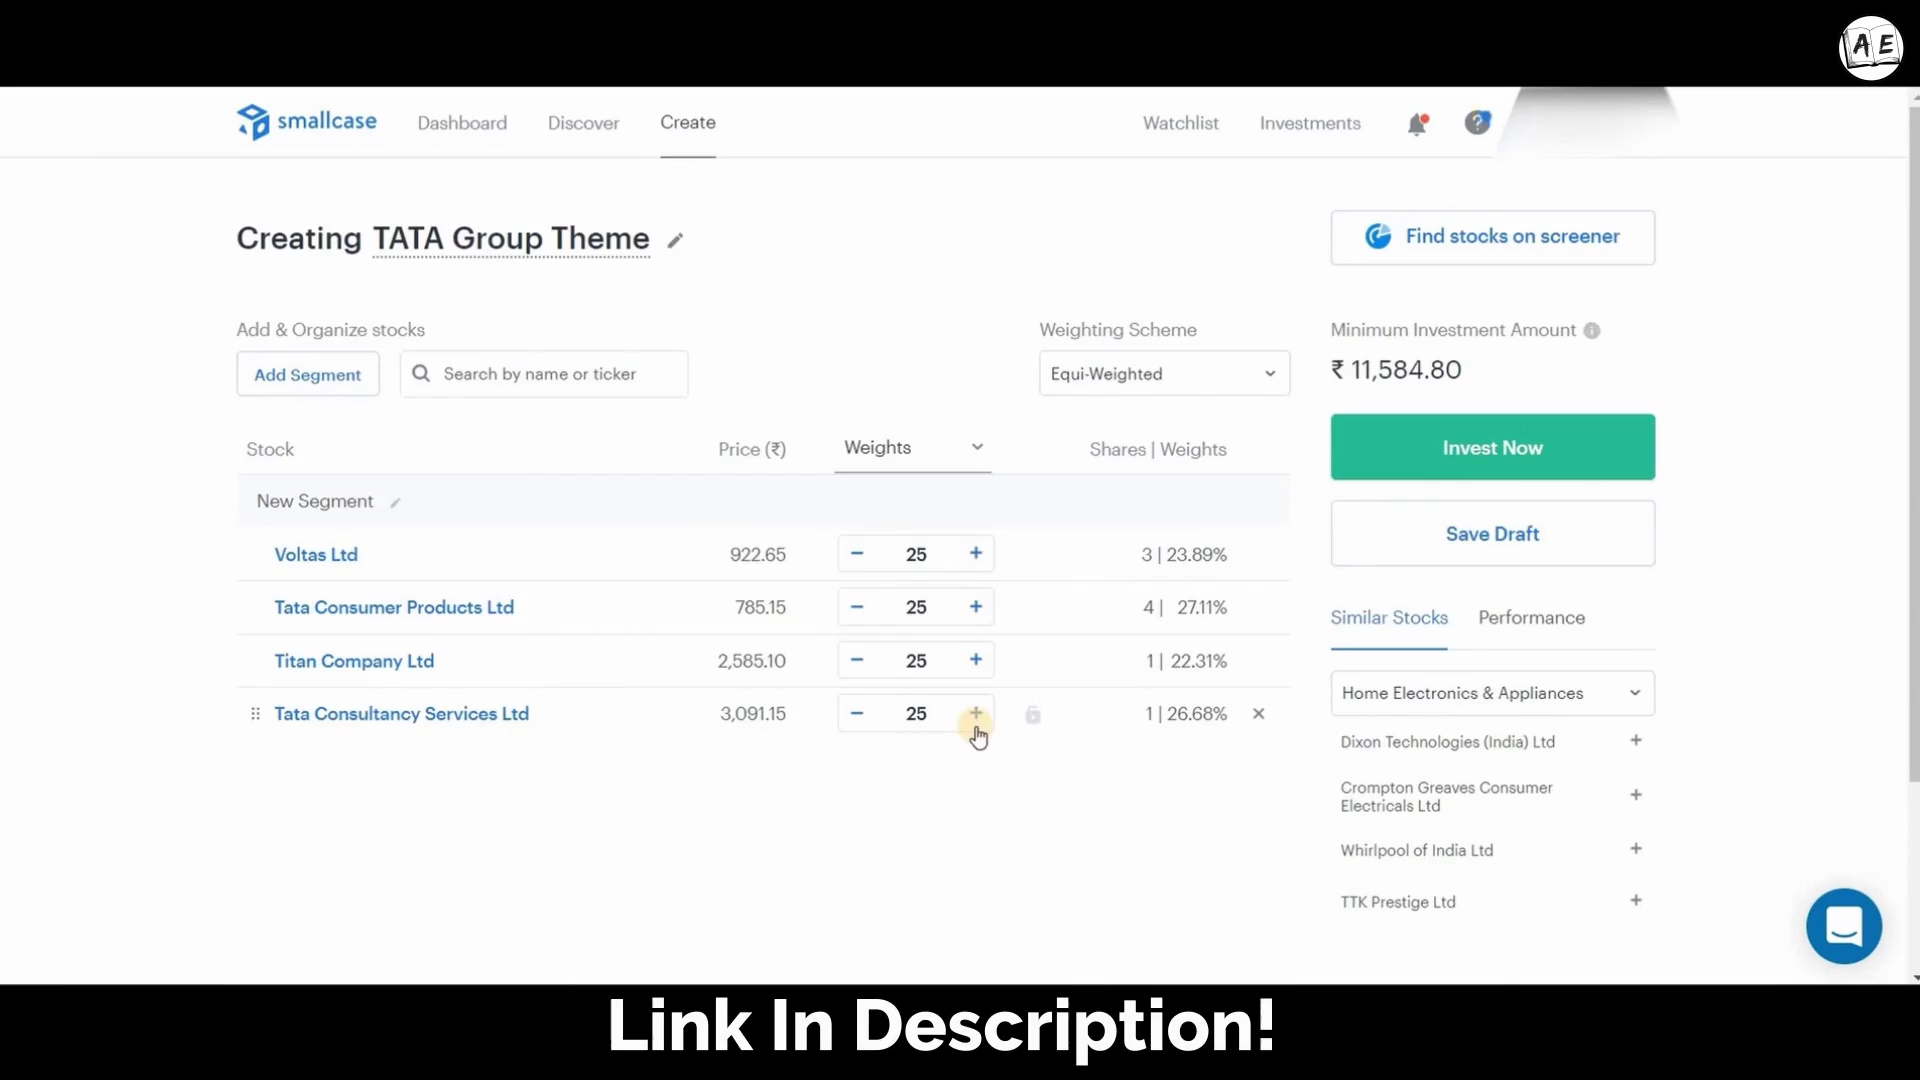 A E
smallcase
Dashboard
Discover
Create
Watchlist
Investments
?
Creating TATA Group Theme
Find stocks on screener
Add & Organize stocks
Weighting Scheme
Minimum Investment Amount
Add Segment
Search by name or ticker
Equi-Weighted
₹ 11,584.80
Stock
Price (₹)
Weights
Shares | Weights
Invest Now
New Segment
Save Draft
Voltas Ltd 922.65 − 25 + 3 | 23.89%
Tata Consumer Products Ltd 785.15 − 25 + 4 | 27.11%
Titan Company Ltd 2,585.10 − 25 + 1 | 22.31%
Tata Consultancy Services Ltd 3,091.15 − 25 + 1 | 26.68% ×
Similar Stocks
Performance
Home Electronics & Appliances
Dixon Technologies (India) Ltd +
Crompton Greaves Consumer
Electricals Ltd +
Whirlpool of India Ltd +
TTK Prestige Ltd +
Link In Description!